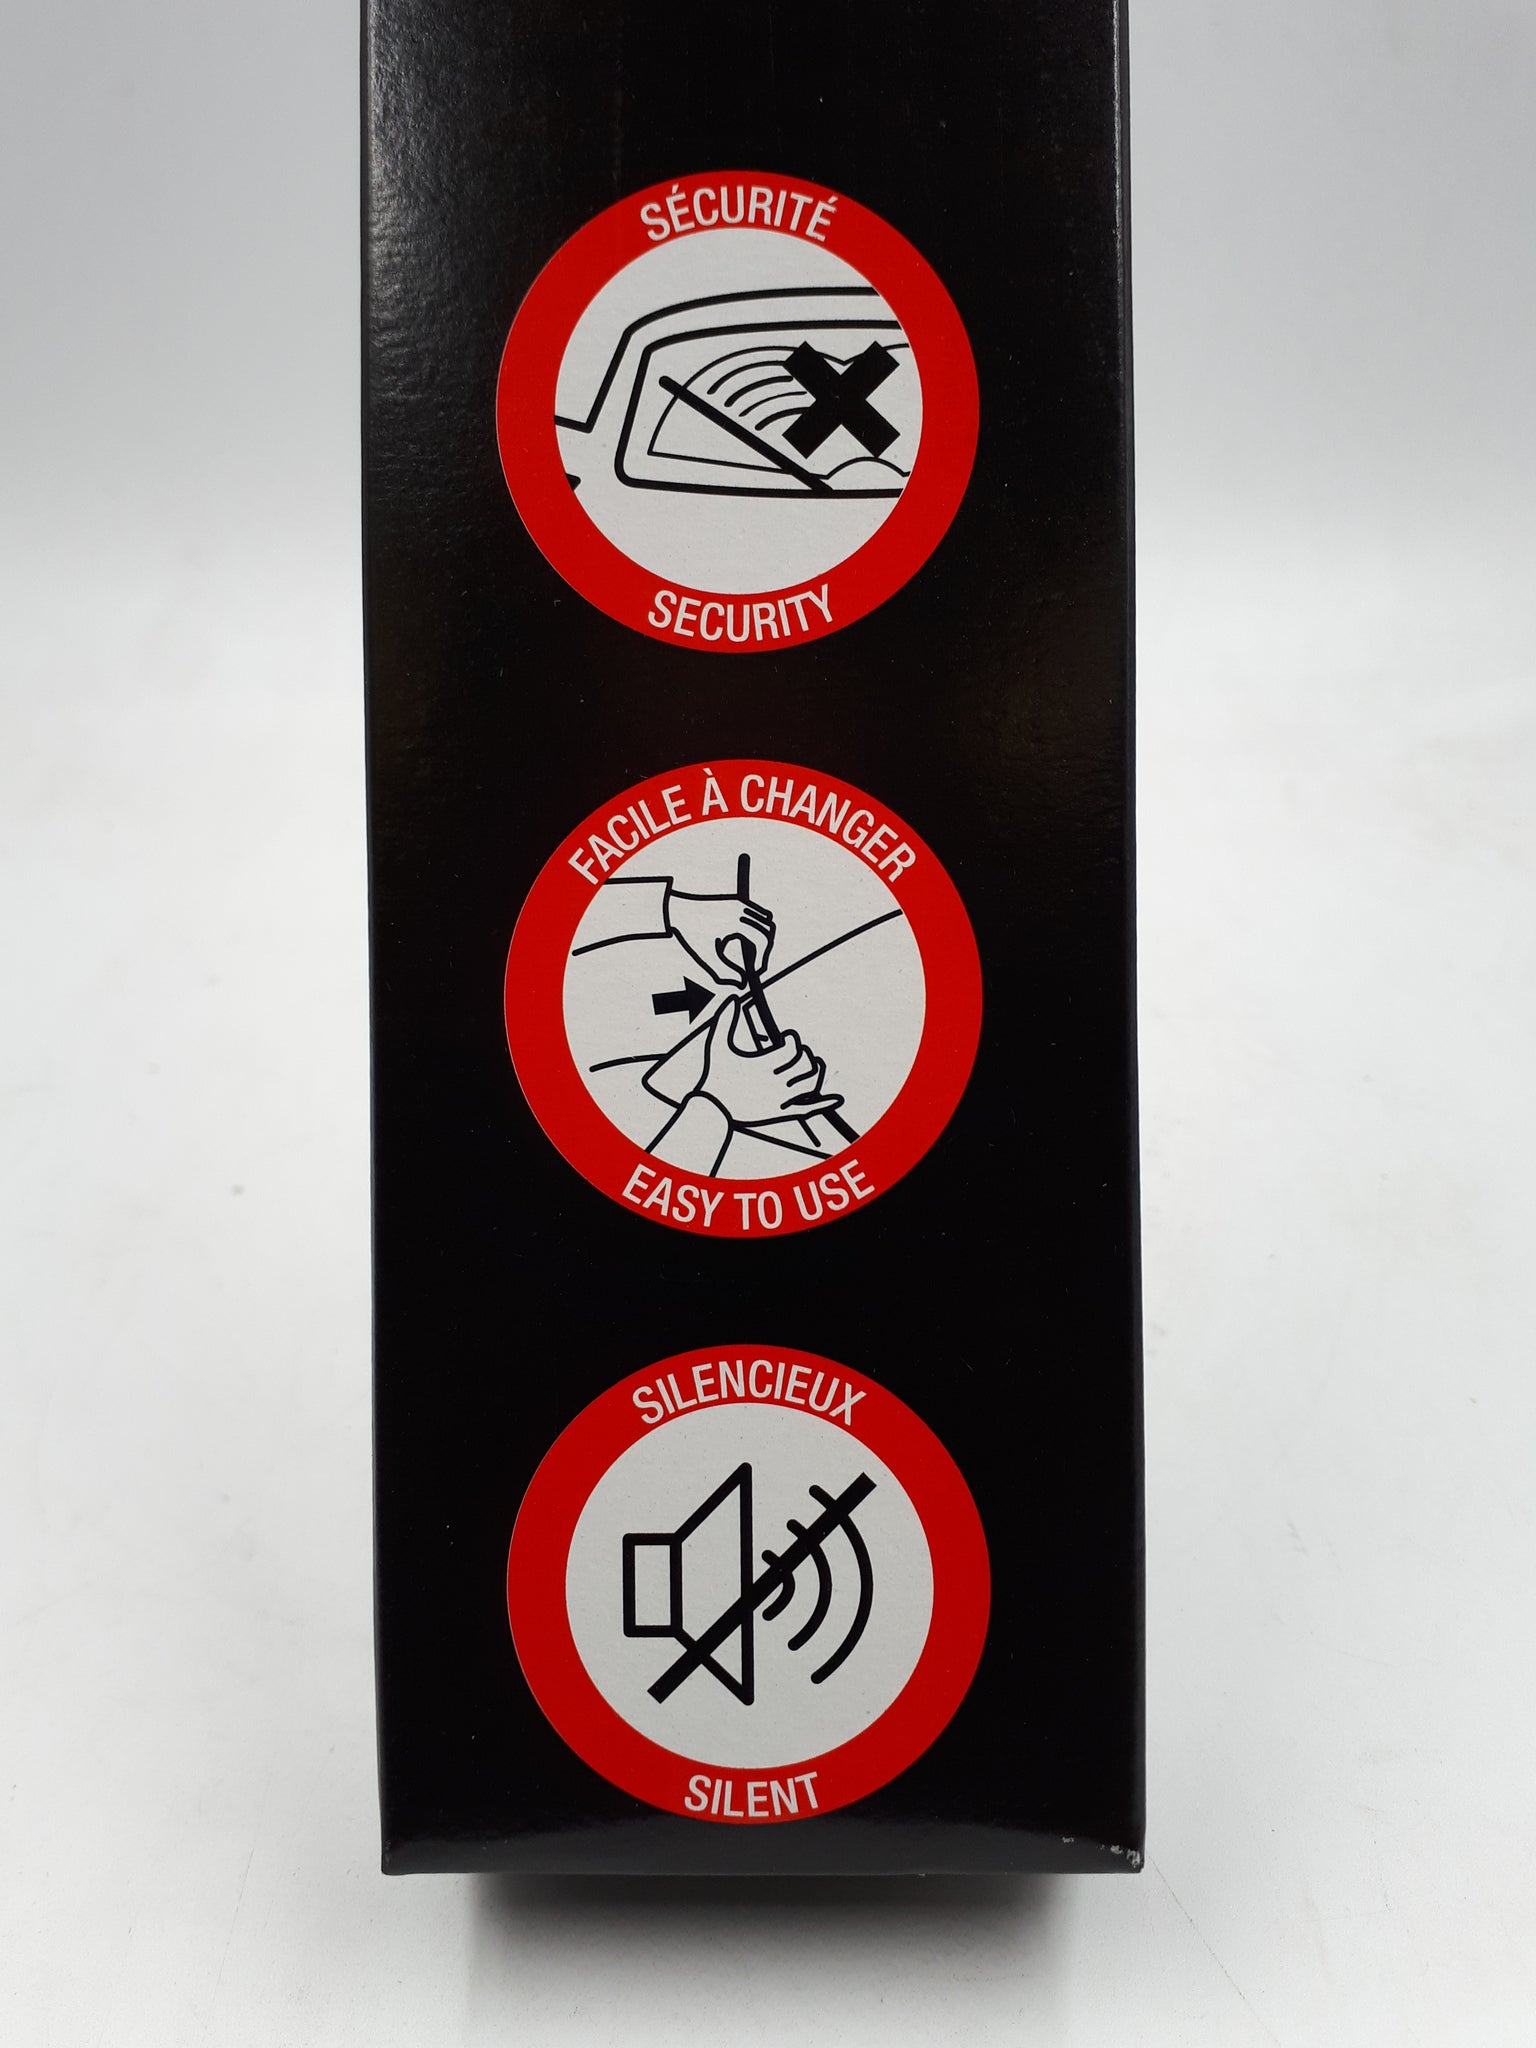 SÉCURITÉ
SECURITY
FACILE À CHANGER
EASY TO USE
SILENCIEUX
SILENT